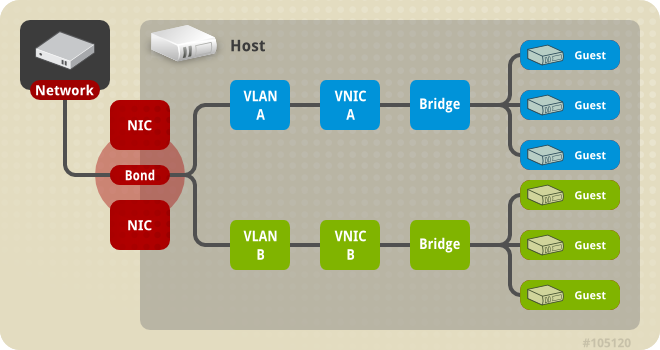 Host
Network
NIC
Bond
NIC
VLAN
A
VNIC
A
Bridge
Guest
Guest
Guest
VLAN
B
VNIC
B
Bridge
Guest
Guest
Guest
#105120